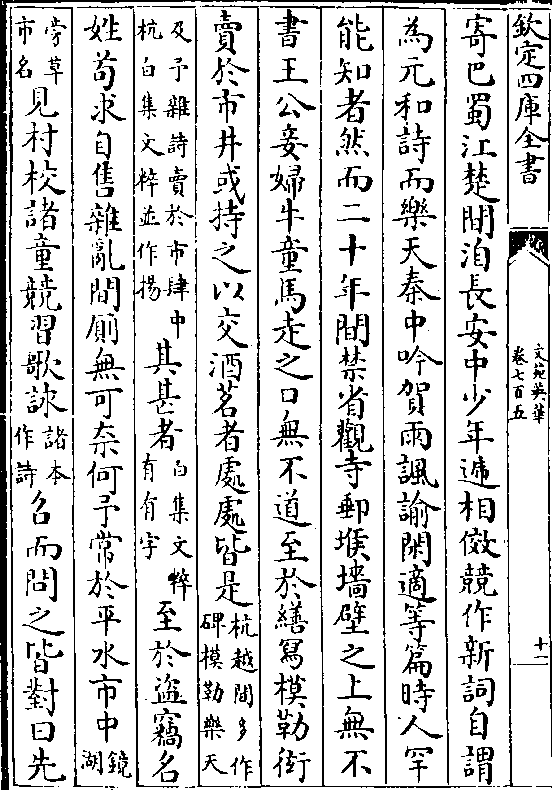 欽定四庫全書
文苑英華
卷七百五
十一
寄巴蜀江楚間洎長安中少年遞相倣競作新詞自謂
為元和詩而樂天秦中吟賀雨諷諭閑適等篇時人罕
能知者然而二十年間禁省觀寺郵堠墻壁之上無不
書王公妾婦牛童馬走之口無不道至於繕寫模勒衒
賣於市井或持之以交酒茗者處處皆是杭越間多作碑模勒樂天
及予雜詩賣於市肆中杭白集文粹並作揚其甚者白集文粹有有字至於盜竊名
姓苟求自售雜亂間廁無可奈何予常於平水市中鏡湖
旁草市名見村校諸童競習歌詠諸本作詩召而問之皆對曰先